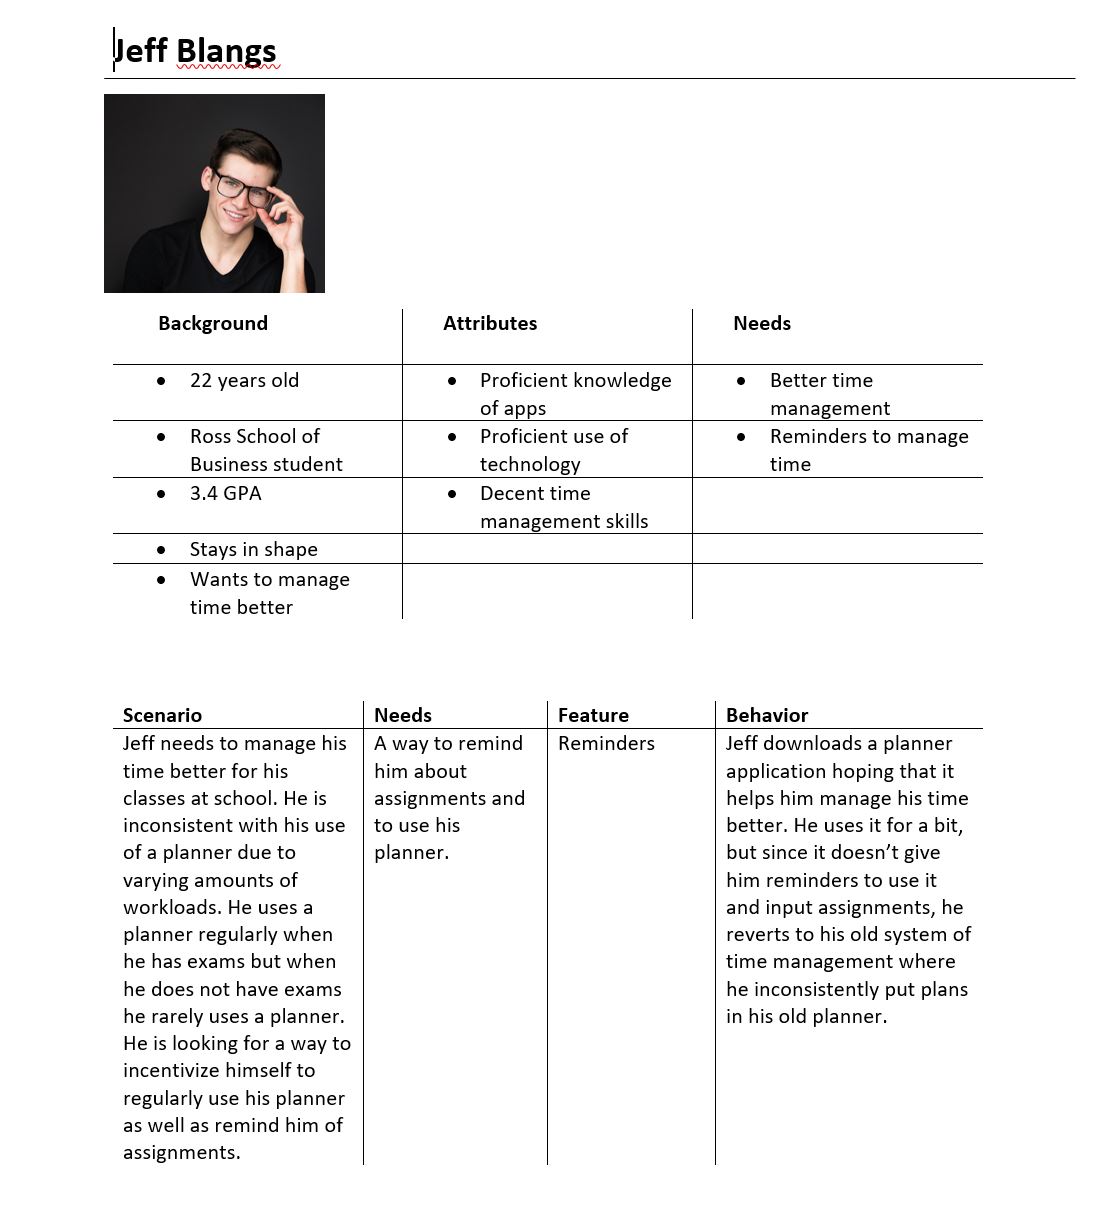 Jeff Blangs
Background Attributes Needs
• 22 years old
• Proficient knowledge
of apps
• Better time
management
• Ross School of
Business student
• Proficient use of
technology
• Reminders to manage
time
• 3.4 GPA
• Decent time
management skills
• Stays in shape
• Wants to manage
time better
Scenario Needs Feature Behavior
Jeff needs to manage his
time better for his
classes at school. He is
inconsistent with his use
of a planner due to
varying amounts of
workloads. He uses a
planner regularly when
he has exams but when
he does not have exams
he rarely uses a planner.
He is looking for a way to
incentivize himself to
regularly use his planner
as well as remind him of
assignments.
A way to remind
him about
assignments and
to use his
planner.
Reminders
Jeff downloads a planner
application hoping that it
helps him manage his time
better. He uses it for a bit,
but since it doesn’t give
him reminders to use it
and input assignments, he
reverts to his old system of
time management where
he inconsistently put plans
in his old planner.